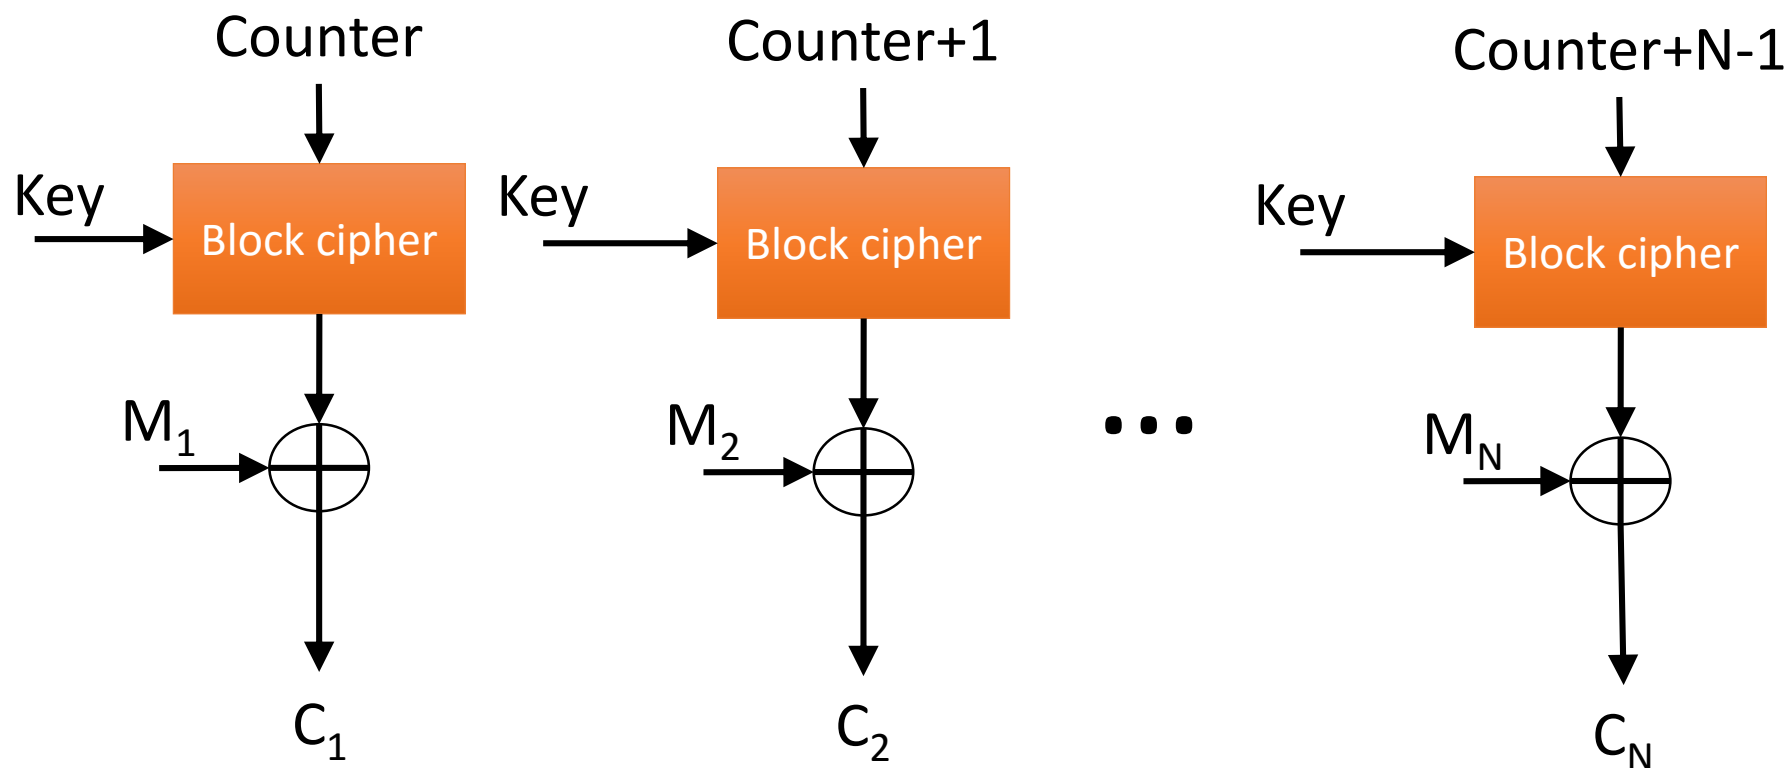 Counter
Counter+1
Counter+N-1
Key
Key
Key
Block cipher
Block cipher
Block cipher
M1
M2
MN
...
C1
C2
CN